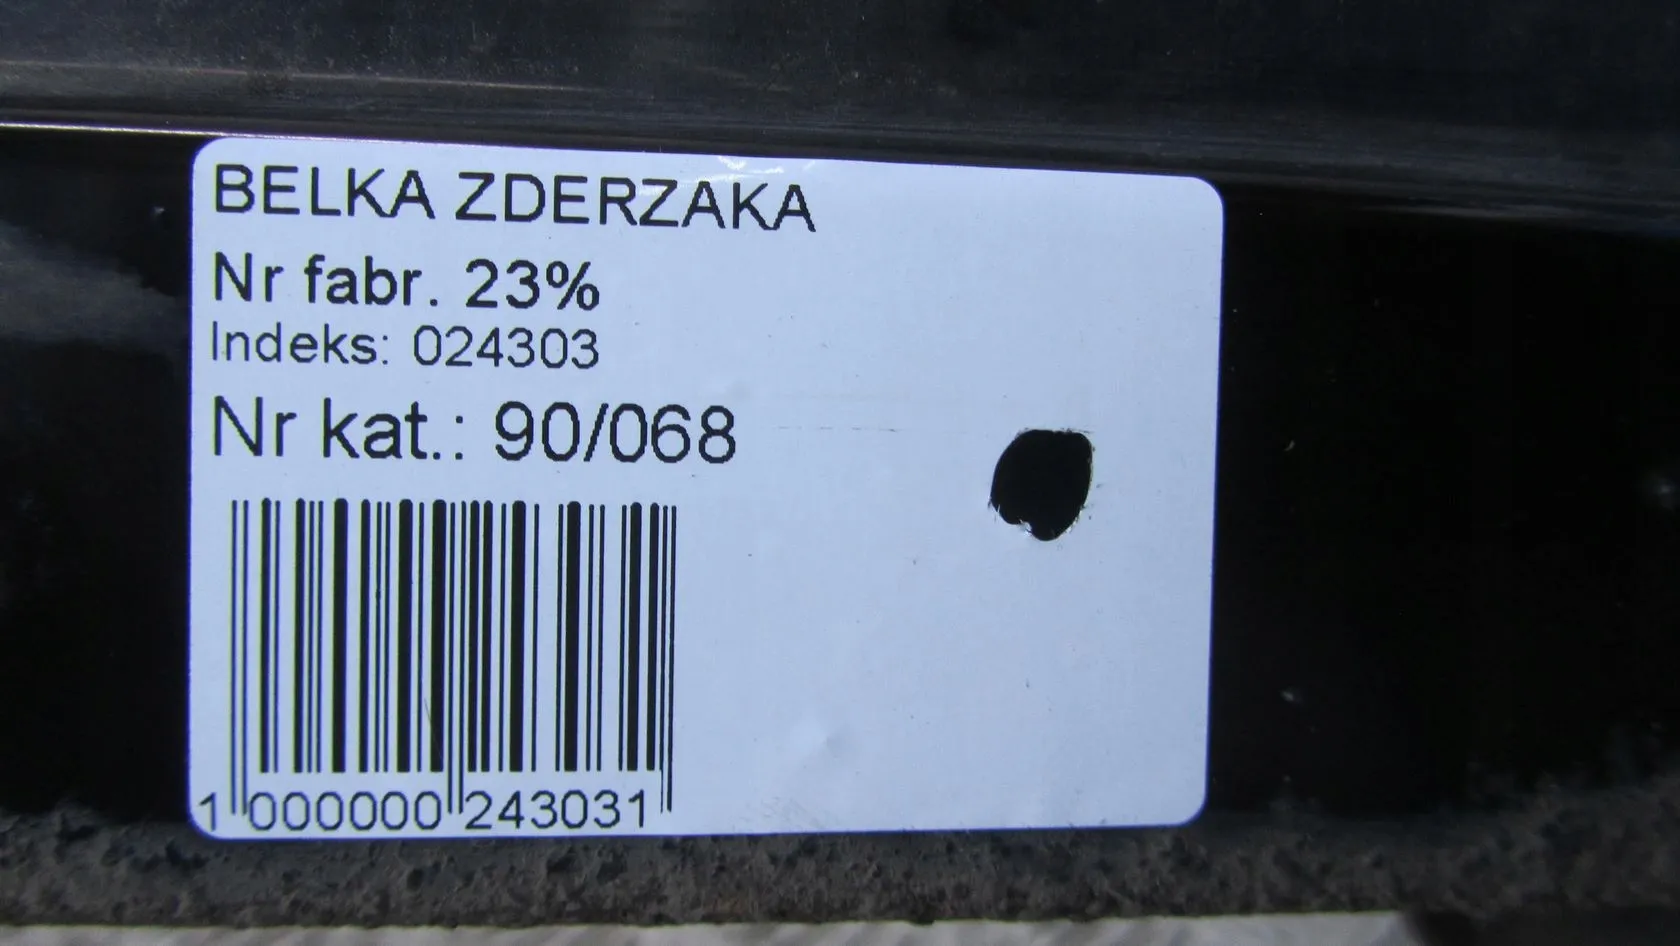 BELKA ZDERZAKA
Nr fabr. 23%
Indeks: 024303
Nr kat.: 90/068
1 000000 243031